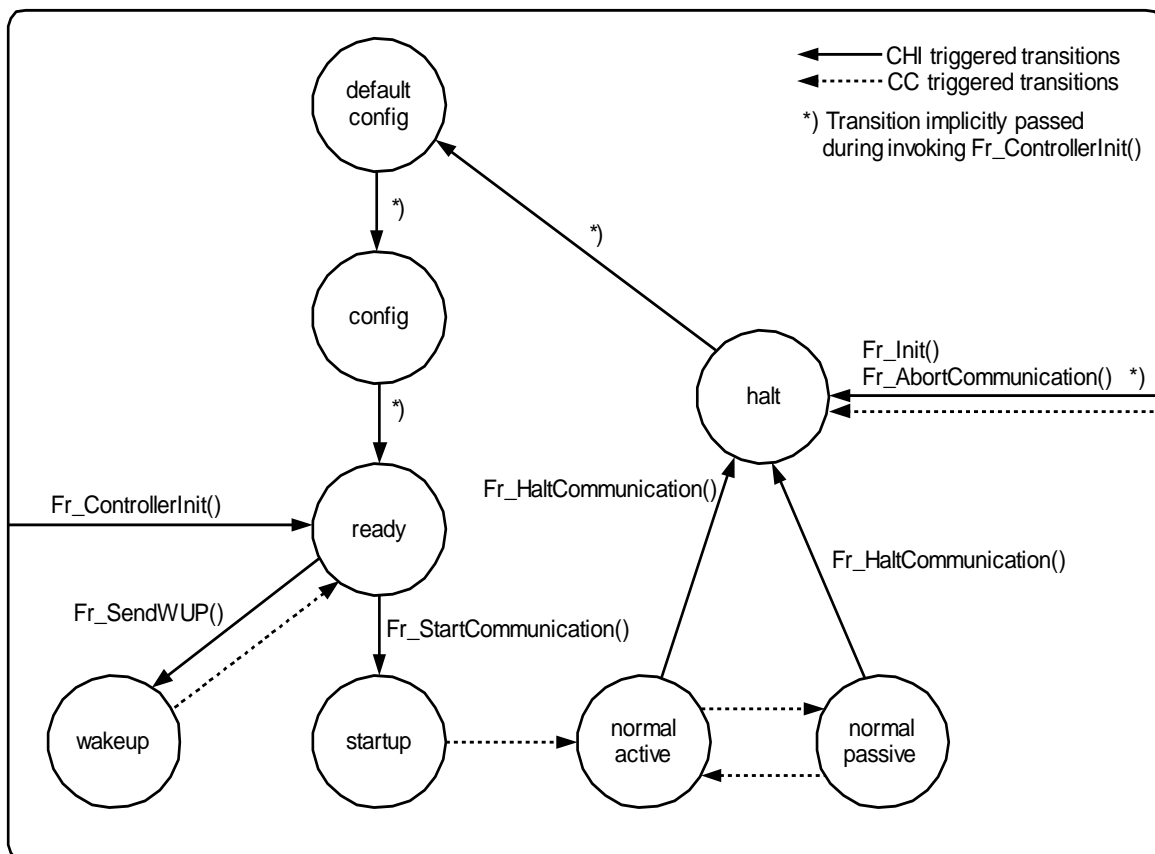 CHI triggered transitions
CC triggered transitions
*) Transition implicitly passed
during invoking Fr_ControllerInit()
default
config
*)
*)
config
*)
Fr_Init()
Fr_AbortCommunication() *)
halt
Fr_HaltCommunication()
Fr_ControllerInit()
ready
Fr_HaltCommunication()
Fr_SendWUP()
Fr_StartCommunication()
wakeup
startup
normal
active
normal
passive